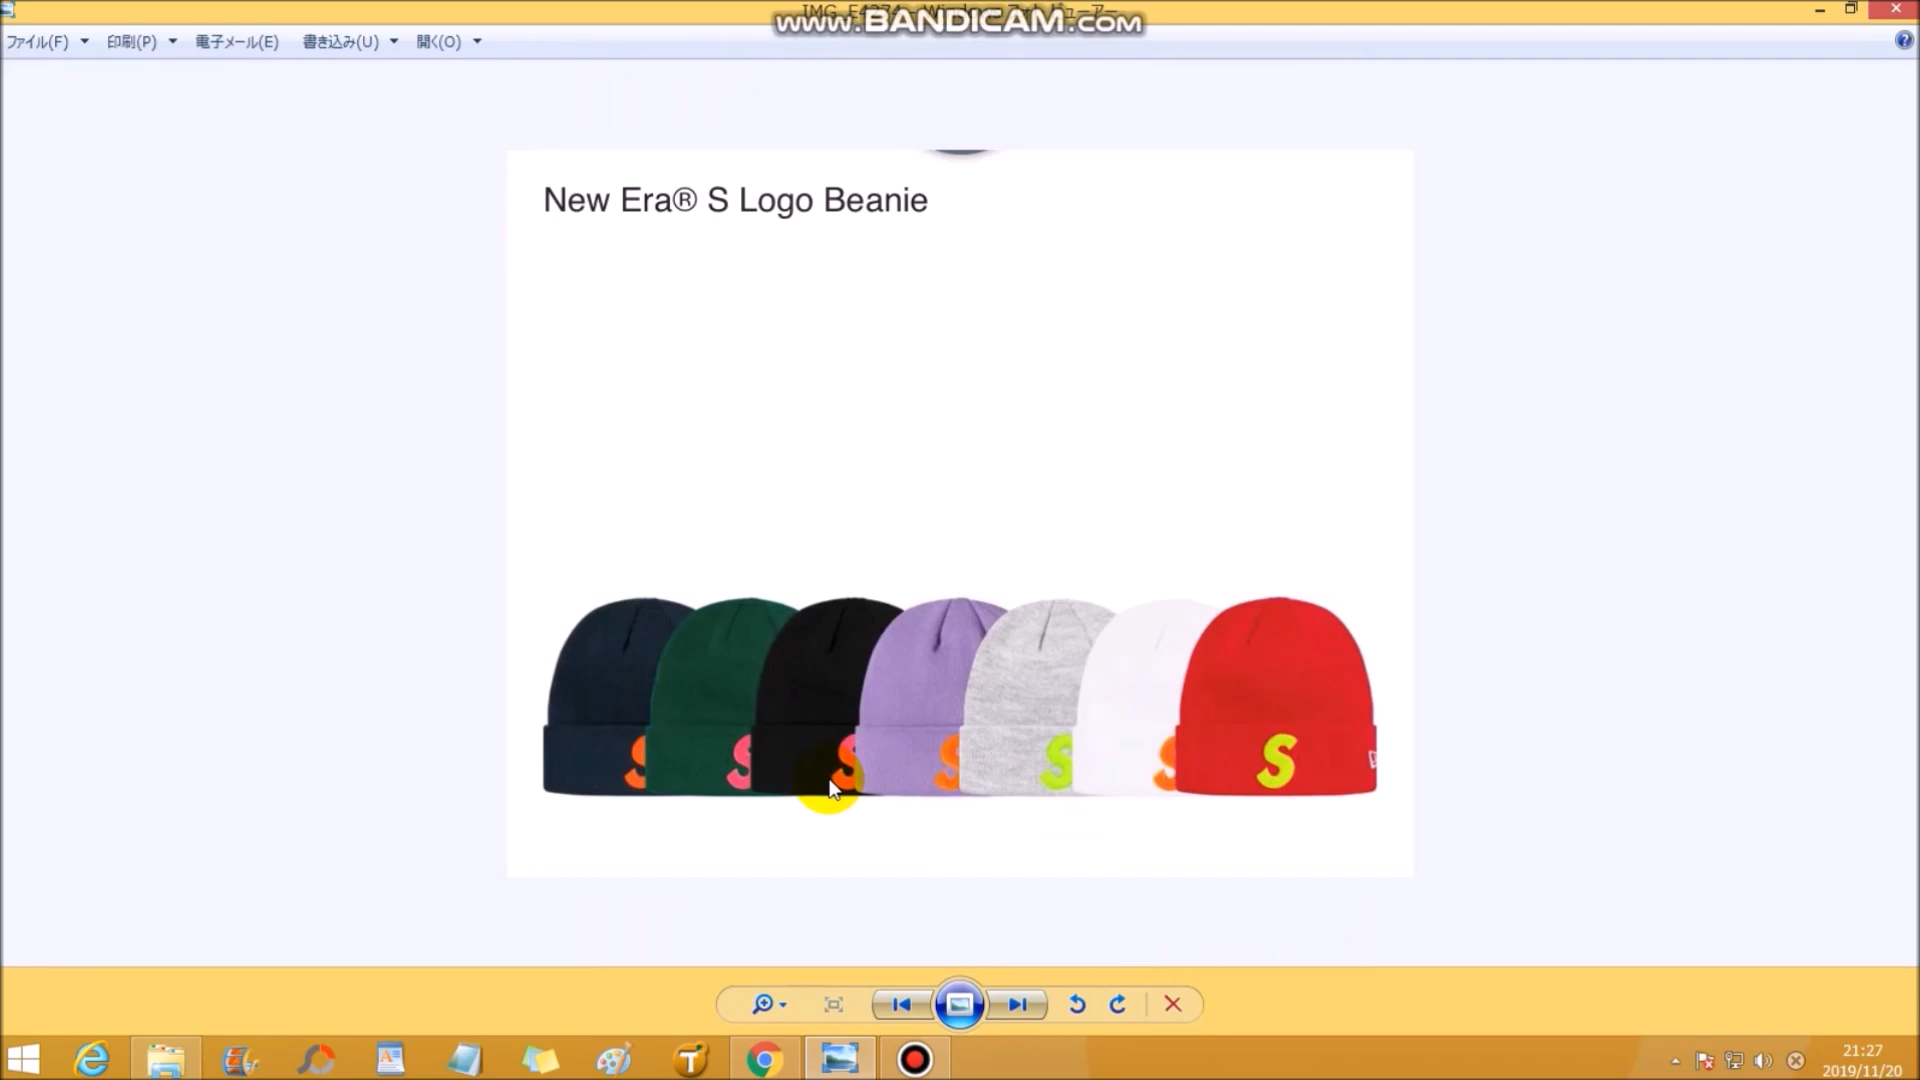 www.BANDICAM.com
ファイル(F) 印刷(P) 電子メール(E) 書き込み(U) 開く(O)
New Era® S Logo Beanie
S S S S S S S
21:27
2019/11/20